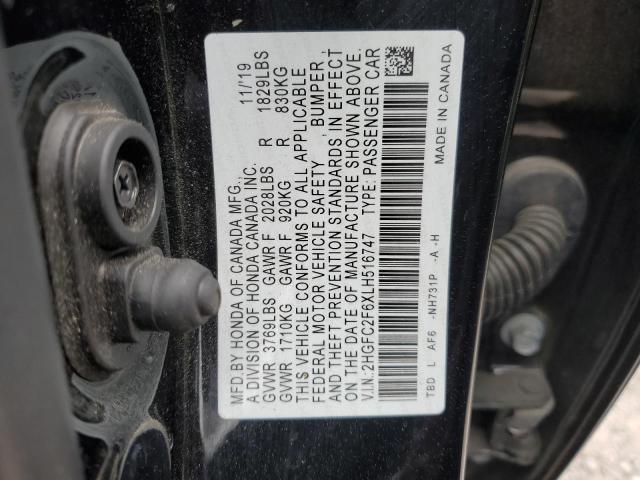 MFD.BY HONDA OF CANADA MFG., 11/'19
A DIVISION OF HONDA CANADA INC.
GVWR 3769LBS GAWR F 2028LBS R 1829LBS
GVWR 1710KG GAWR F 920KG R 830KG
THIS VEHICLE CONFORMS TO ALL APPLICABLE
FEDERAL MOTOR VEHICLE SAFETY , BUMPER ,
AND THEFT PREVENTION STANDARDS IN EFFECT
ON THE DATE OF MANUFACTURE SHOWN ABOVE.
V.I.N.:2HGFC2F6XLH516747 TYPE: PASSENGER CAR
TBD L AF6 -NH731P -A -H MADE IN CANADA